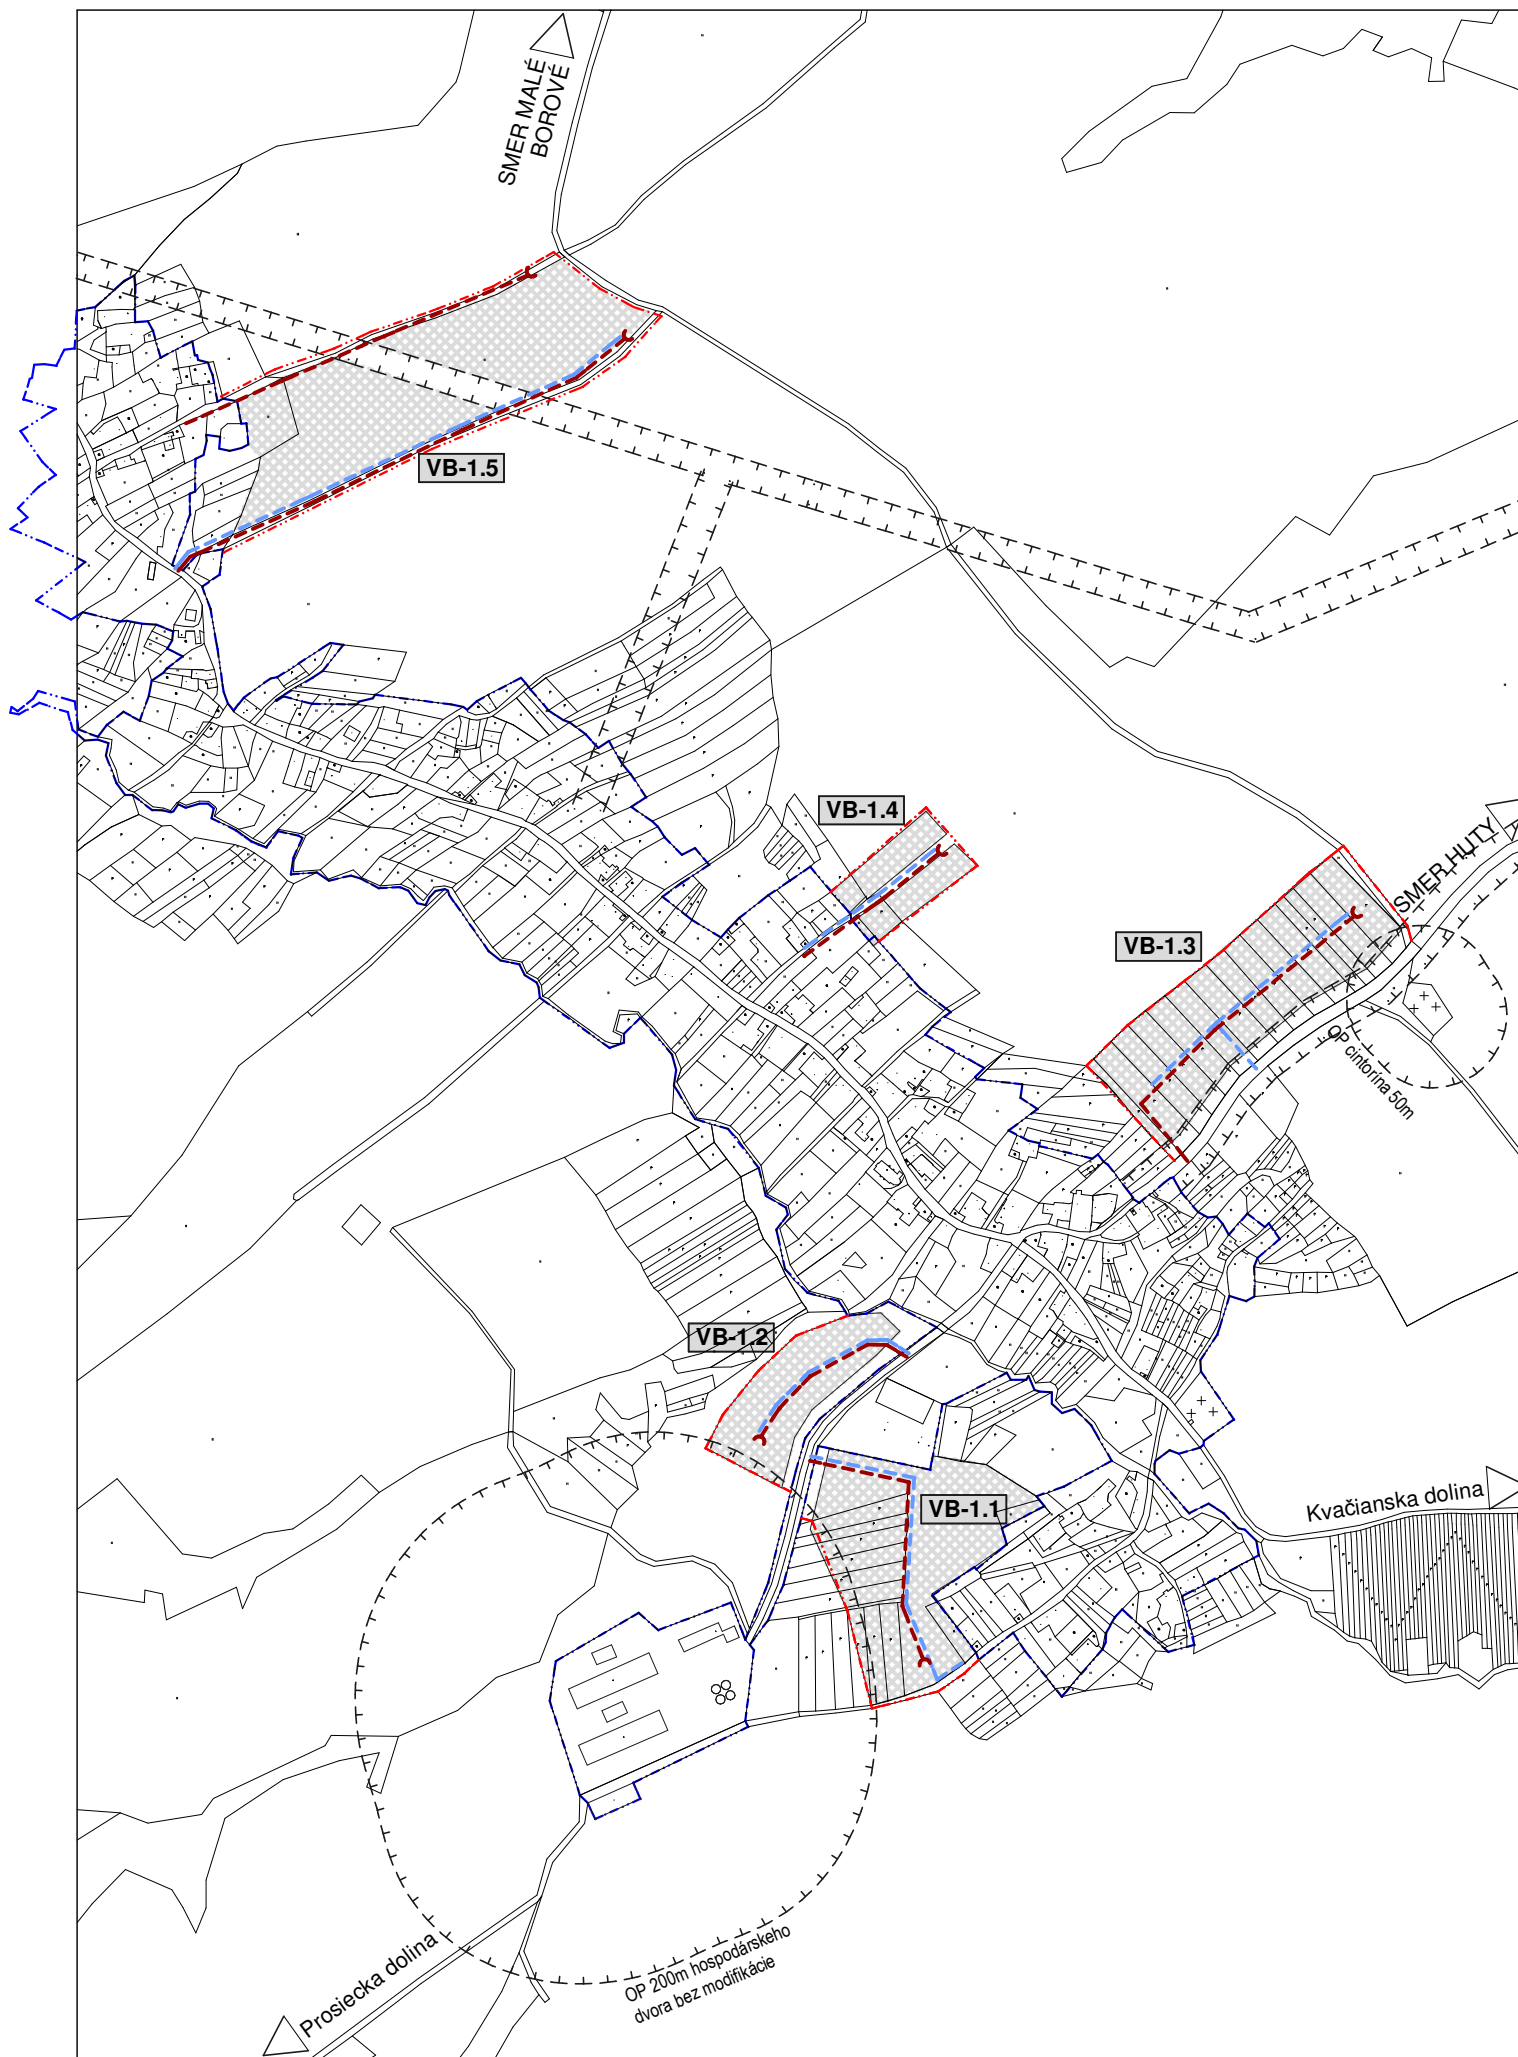 SMER MALÉ
BOROVÉ
VB-1.5
VB-1.4
SMER HUTY
VB-1.3
OP cintorína 50m
VB-1.2
Kvačianska dolina
VB-1.1
Prosiecka dolina
OP 200m hospodárskeho
dvora bez modifikácie